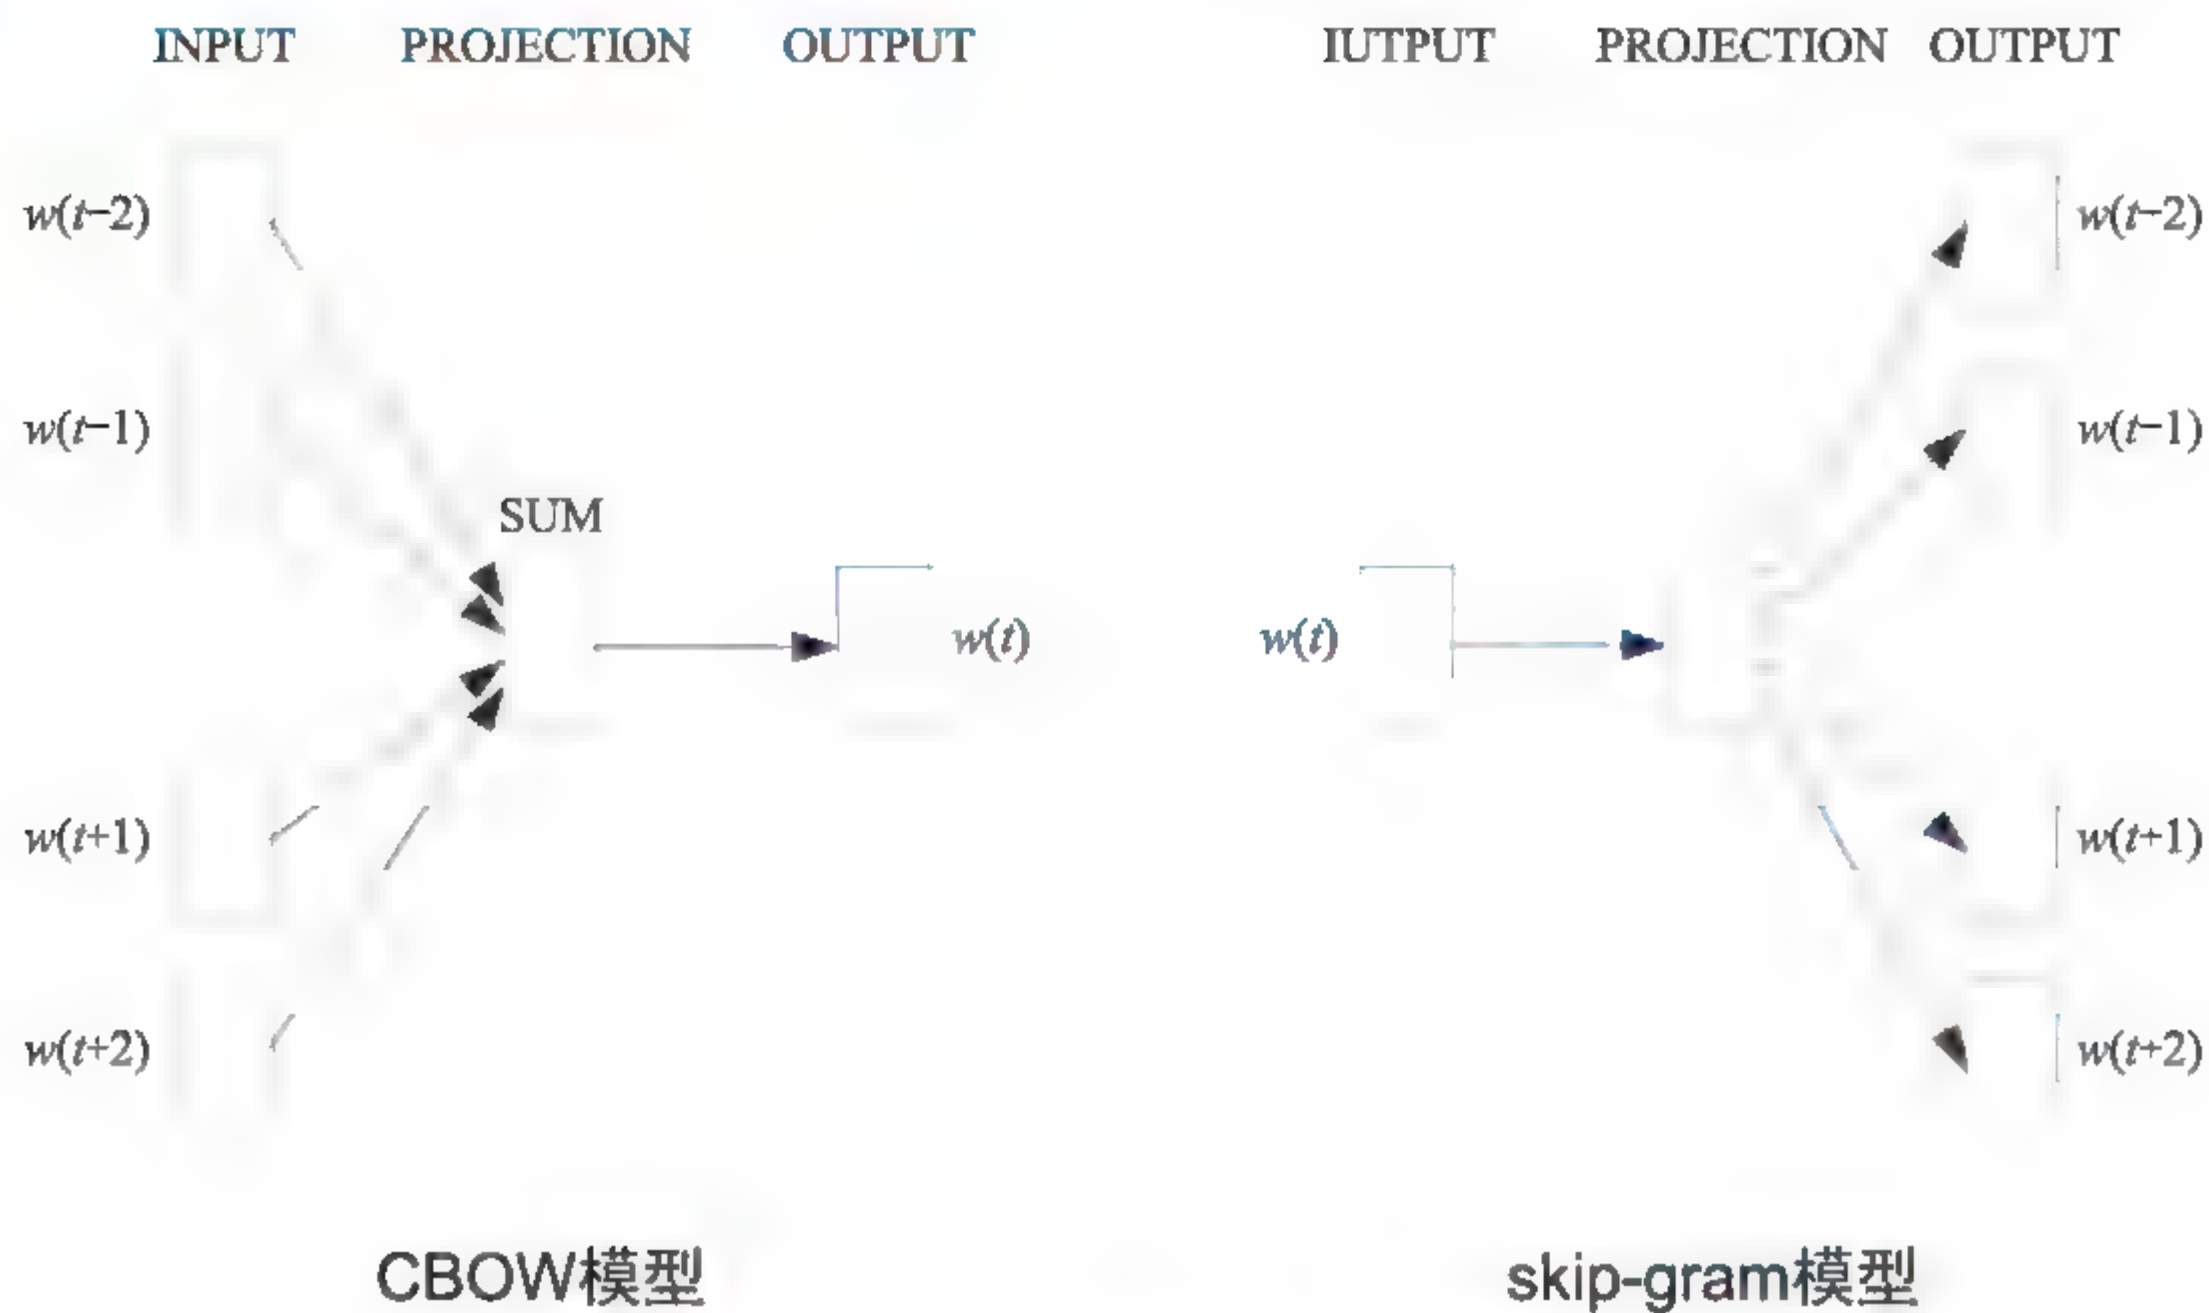 INPUT PROJECTION OUTPUT
w(t−2)
w(t−1)
SUM
w(t)
w(t+1)
w(t+2)
CBOW模型
IUTPUT PROJECTION OUTPUT
w(t−2)
w(t−1)
w(t)
w(t+1)
w(t+2)
skip-gram模型